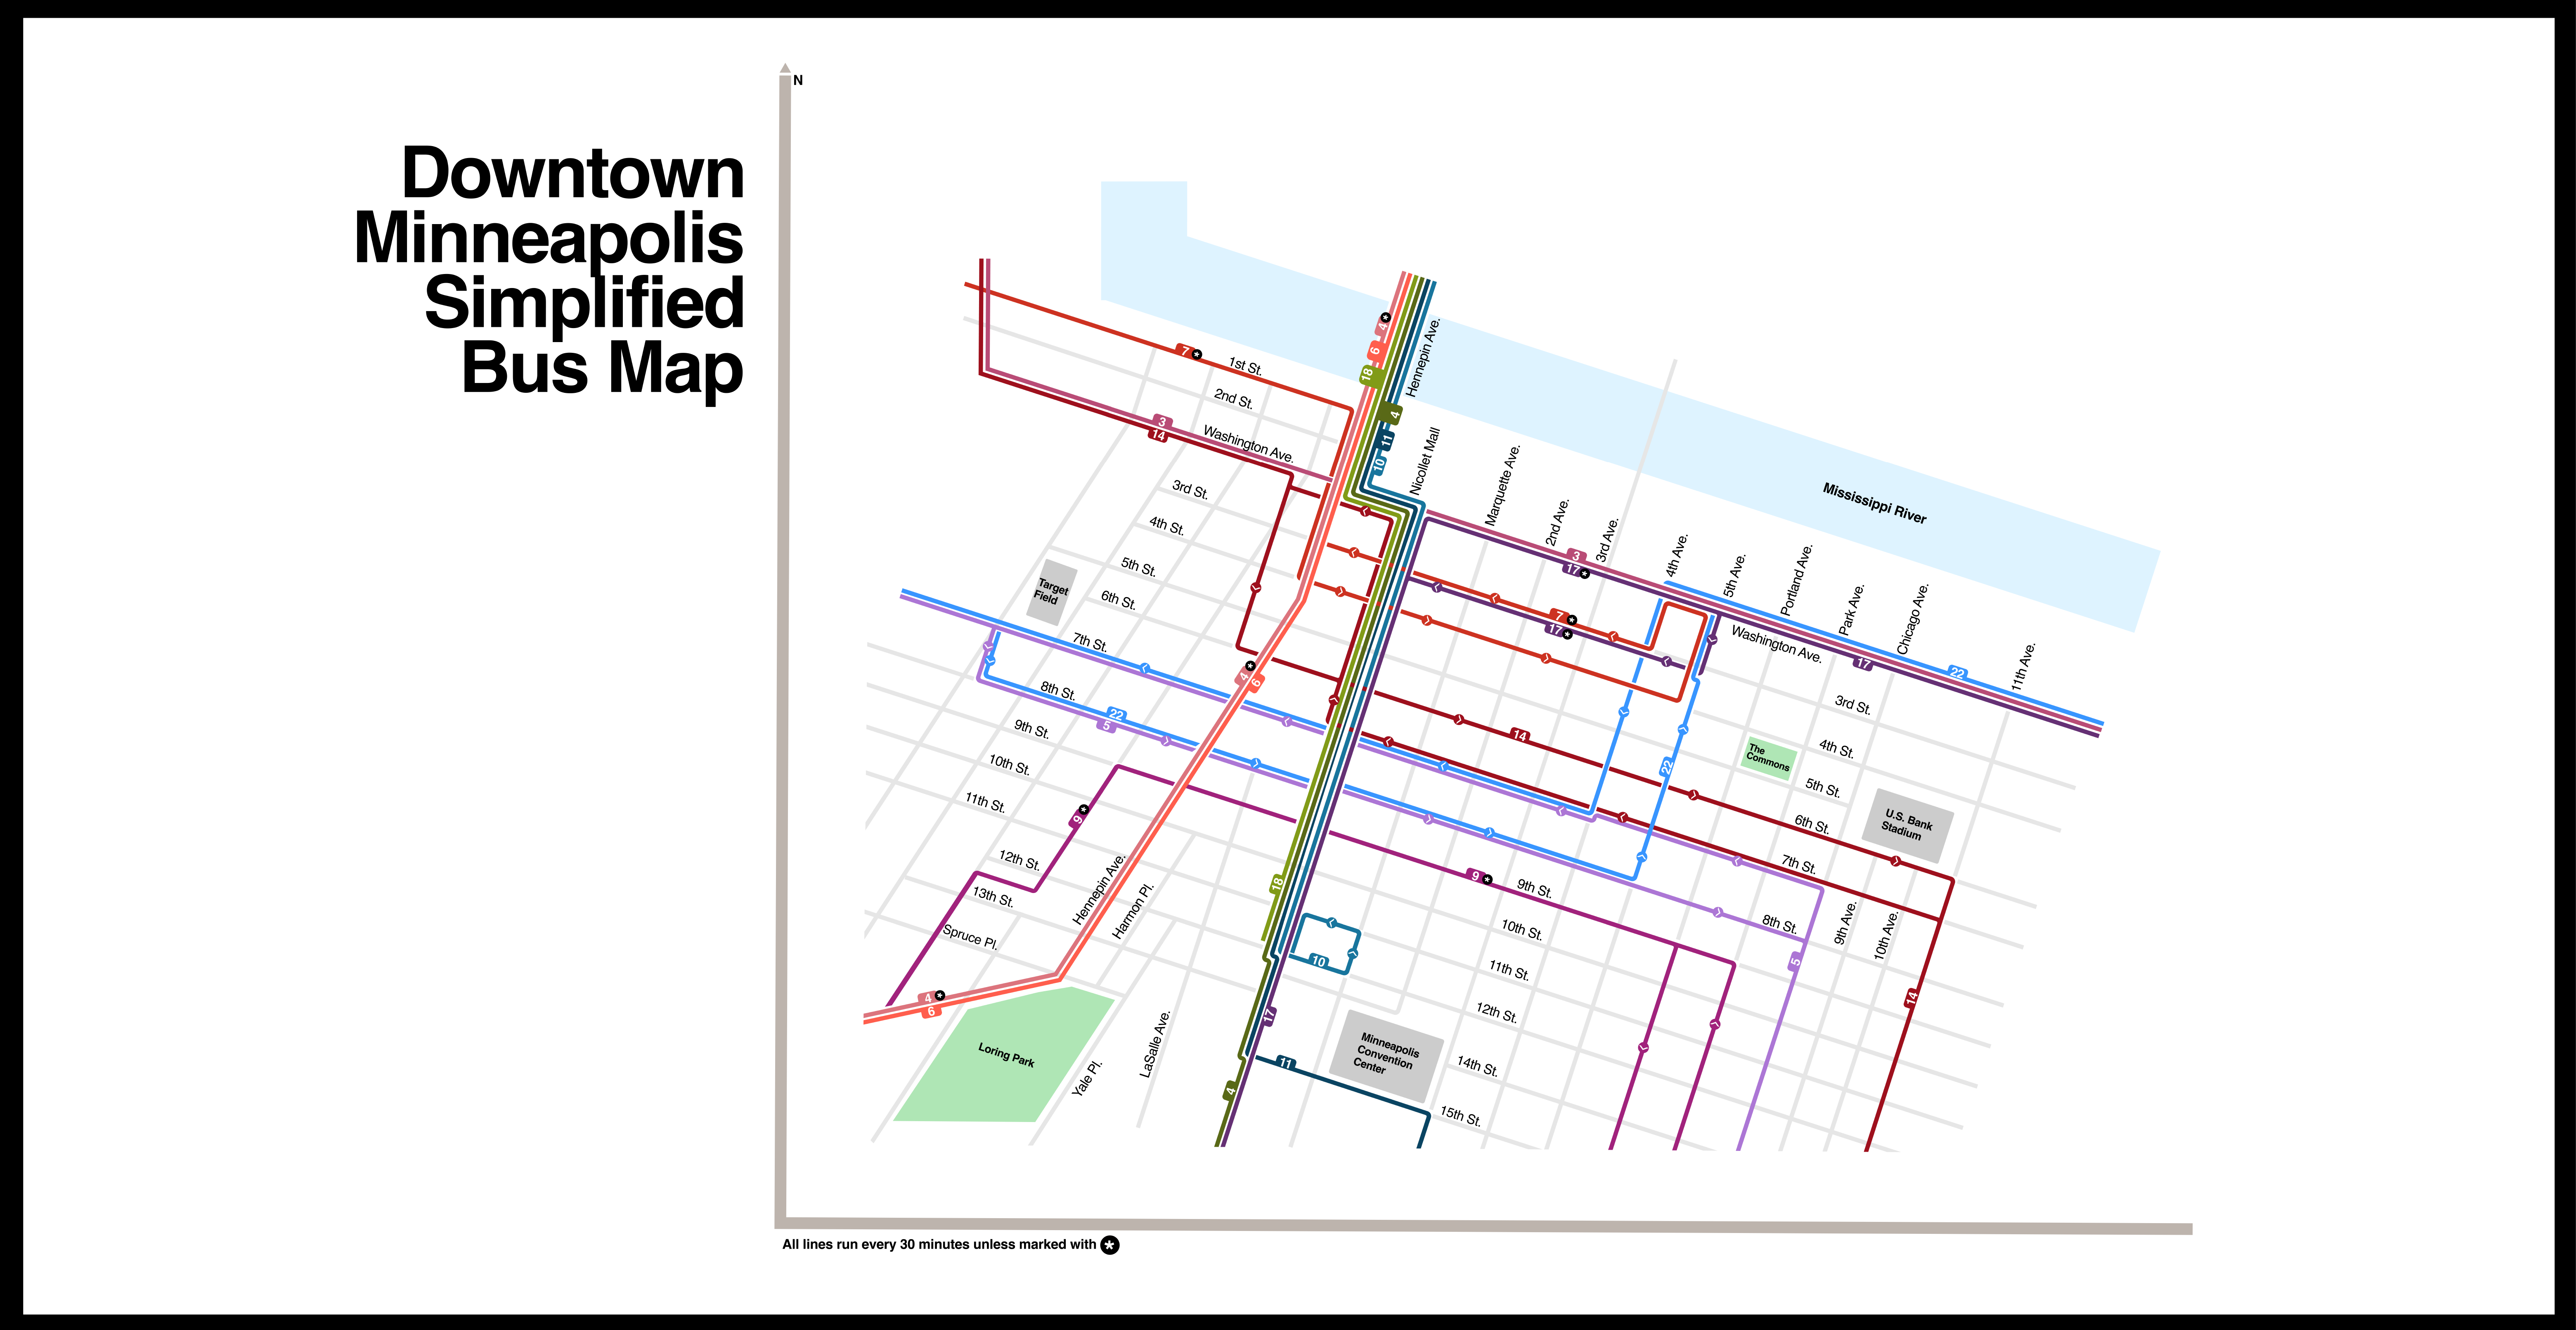 N
Downtown
Minneapolis
Simplified
Bus Map
4*
6
18
Hennepin Ave.
7*
1st St.
2nd St.
4
11
10
3
14
Washington Ave.
Nicollet Mall
Marquette Ave.
2nd Ave.
3rd Ave.
4th Ave.
5th Ave.
Portland Ave.
Park Ave.
Chicago Ave.
11th Ave.
Mississippi River
3rd St.
4th St.
5th St.
6th St.
3
17*
7*
17*
Target
Field
7th St.
8th St.
22
5
4*
6
Washington Ave.
17
22
3rd St.
4th St.
5th St.
6th St.
7th St.
8th St.
The
Commons
U.S. Bank
Stadium
14
22
9th St.
10th St.
11th St.
12th St.
13th St.
Spruce Pl.
9*
Hennepin Ave.
Harmon Pl.
18
9*
9th St.
10th St.
11th St.
12th St.
14th St.
15th St.
9th Ave.
10th Ave.
5
14
10
17
4*
6
Loring Park
Yale Pl.
LaSalle Ave.
11
4
Minneapolis
Convention
Center
All lines run every 30 minutes unless marked with *